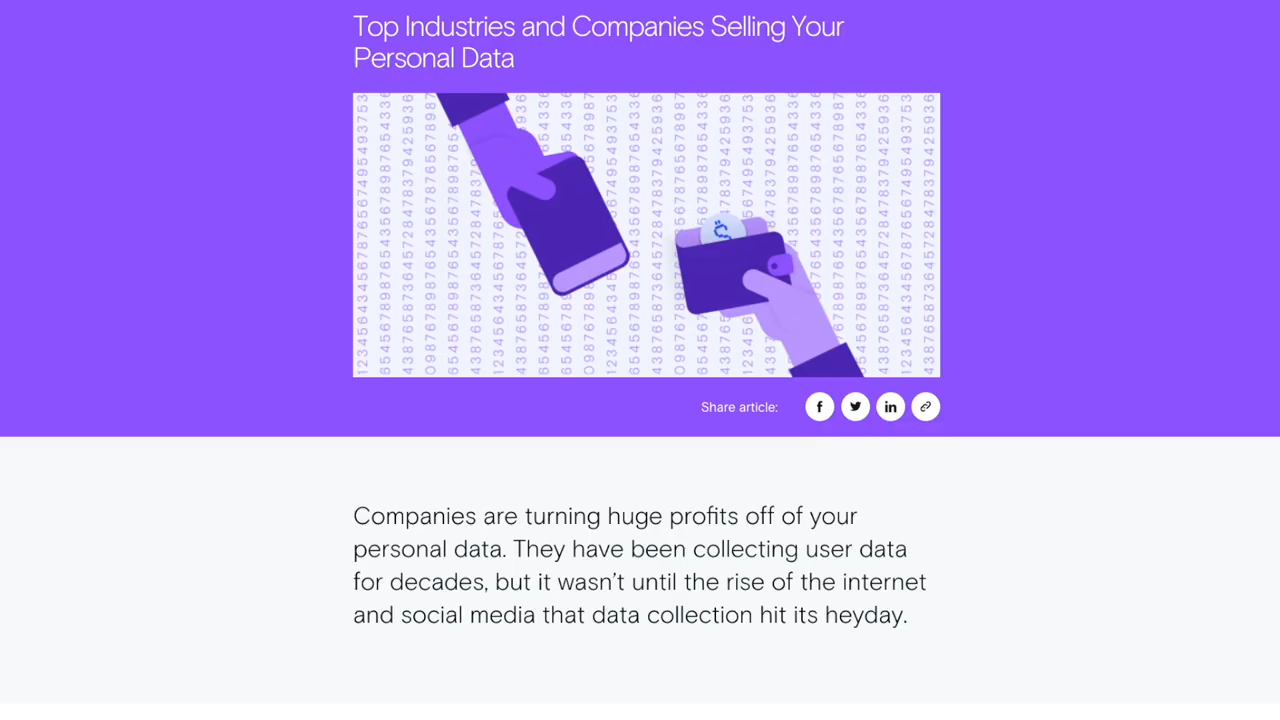 Top Industries and Companies Selling Your
Personal Data
Share article:
Companies are turning huge profits off of your
personal data. They have been collecting user data
for decades, but it wasn’t until the rise of the internet
and social media that data collection hit its heyday.